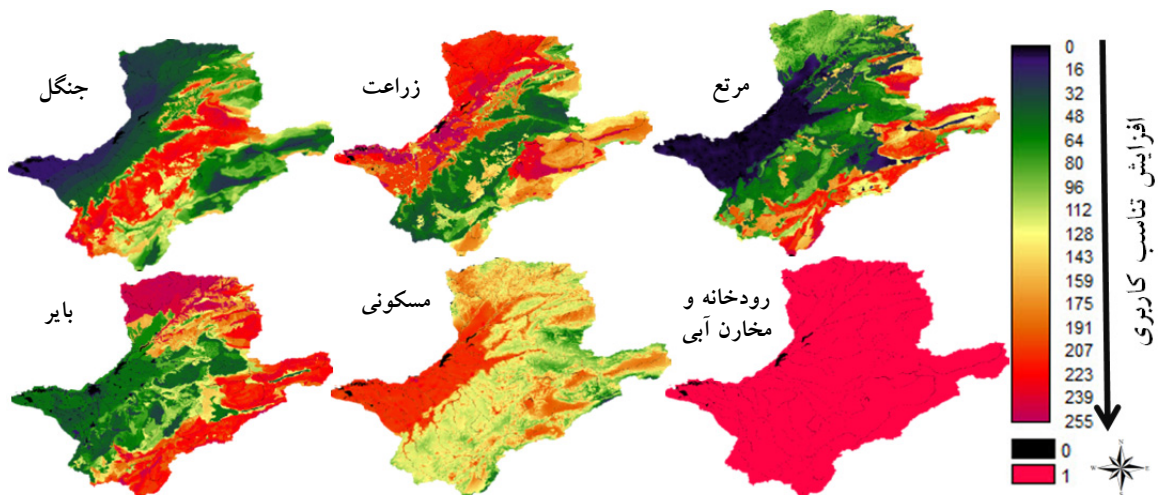 جنگل
زراعت
مرتع
بایر
مسکونی
رودخانه و
مخارن آبی
0
16
32
48
64
80
96
112
128
143
159
175
191
207
223
239
255
0
1
افزایش تناسب کاربری
N
W
E
S